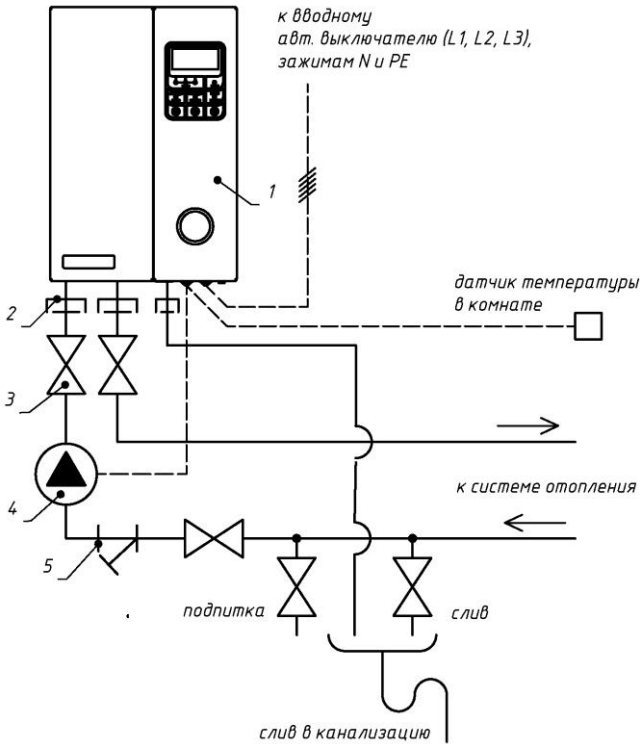 к вводному
авт. выключателю (L1, L2, L3),
зажимам N и PE
1
датчик температуры
в комнате
2
3
4
к системе отопления
5
подпитка
слив
слив в канализацию